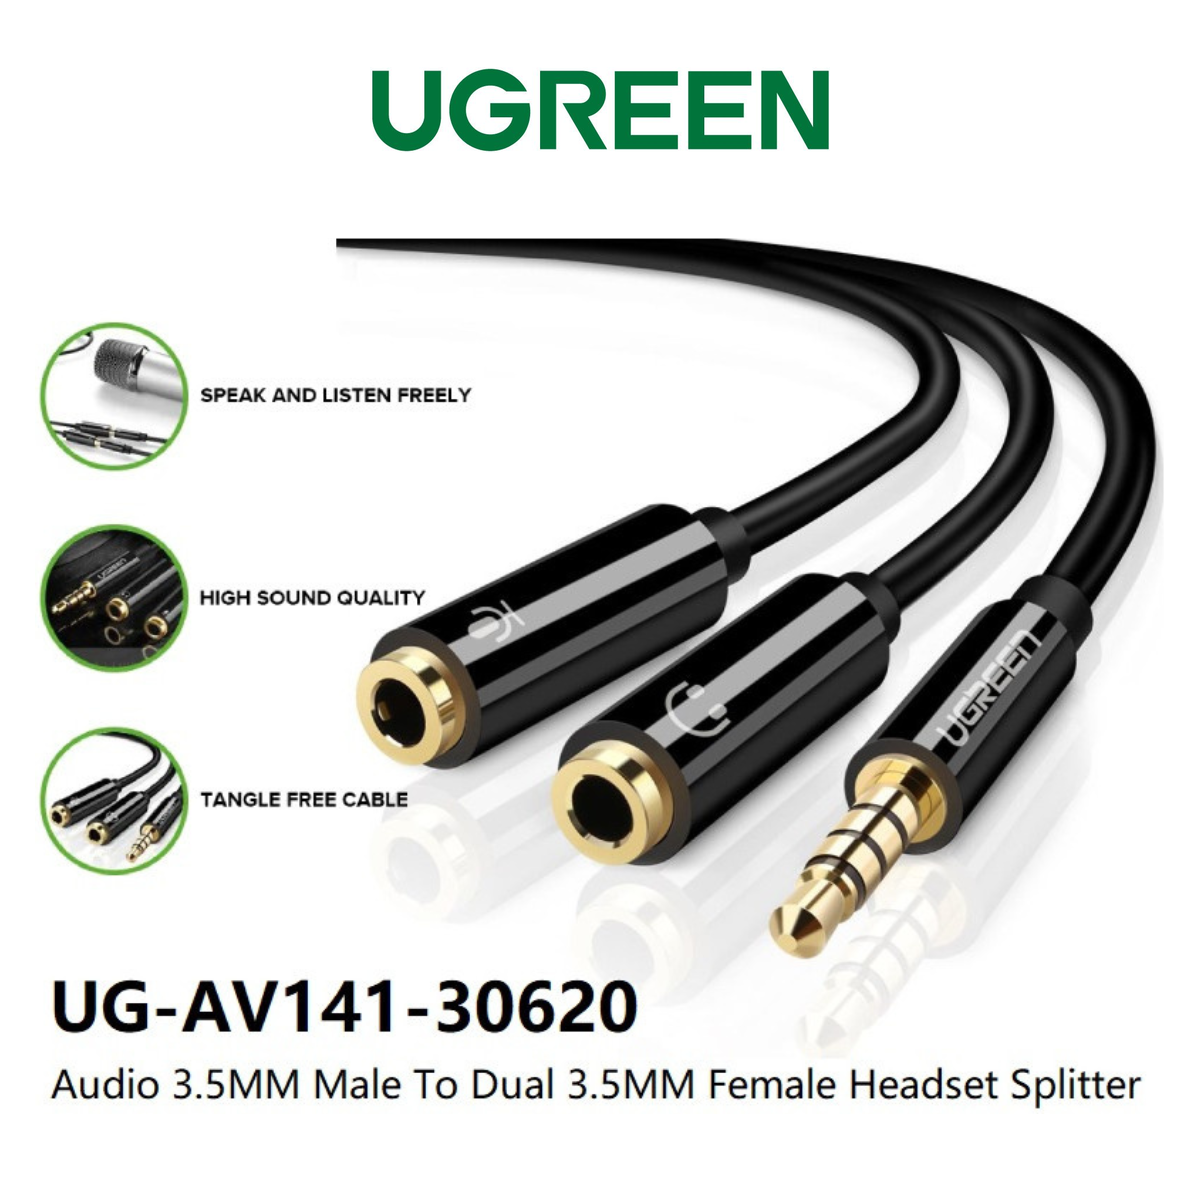 UGREEN
SPEAK AND LISTEN FREELY
UGREEN
HIGH SOUND QUALITY
UGREEN
TANGLE FREE CABLE
UG-AV141-30620
Audio 3.5MM Male To Dual 3.5MM Female Headset Splitter